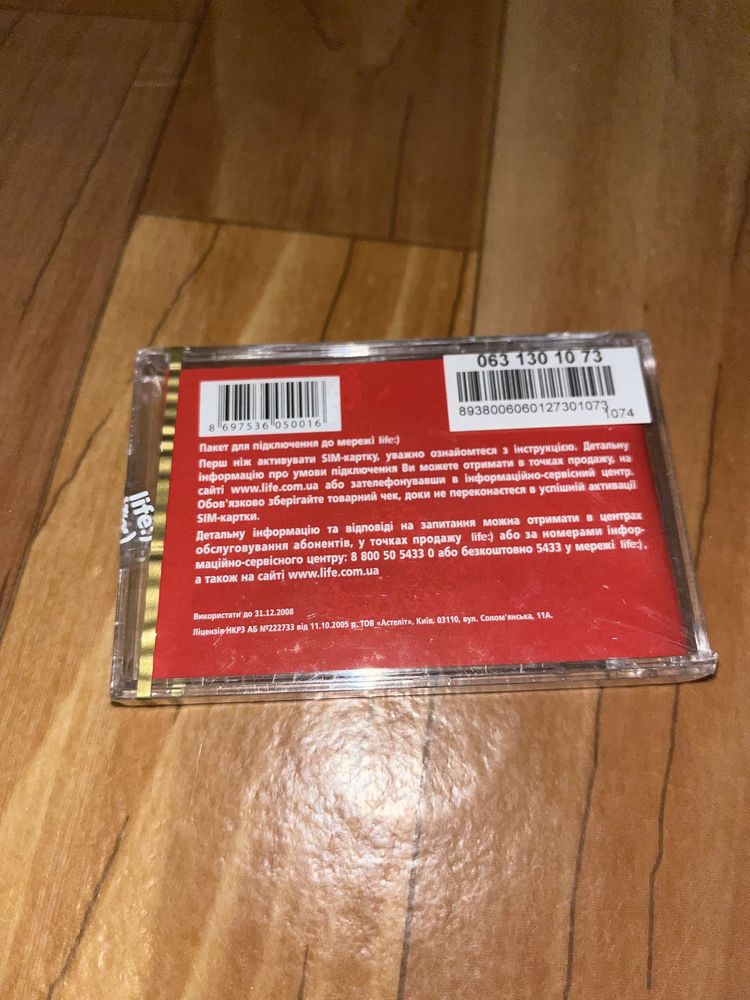 063 130 10 73
8938006060127301073
1074
8 697536 050016
Пакет для підключення до мережі life:)
Перш ніж активувати SIM-картку, уважно ознайомтеся з інструкцією. Детальну
інформацію про умови підключення Ви можете отримати в точках продажу, на
сайті www.life.com.ua або зателефонувавши в інформаційно-сервісний центр.
Обов'язково зберігайте товарний чек, доки не переконаєтеся в успішній активації
SIM-картки.
Детальну інформацію та відповіді на запитання можна отримати в центрах
обслуговування абонентів, у точках продажу life:) або за номерами інфор-
маційно-сервісного центру: 8 800 50 5433 0 або безкоштовно 5433 у мережі life:),
а також на сайті www.life.com.ua
Використати до 31.12.2008
Ліцензія НКРЗ АБ №222733 від 11.10.2005 р. ТОВ «Астеліт», Київ, 03110, вул. Солом'янська, 11А.
life:)